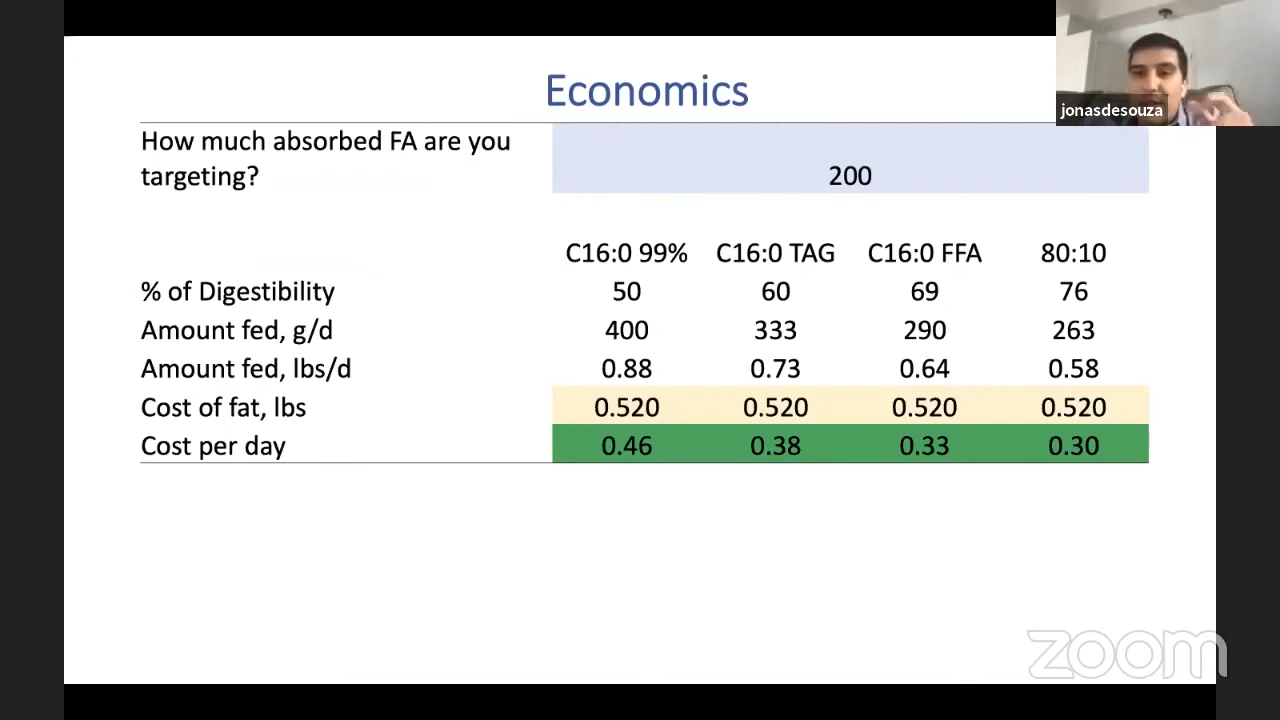 Economics
jonasdesouza
How much absorbed FA are you
targeting?
200
C16:0 99% C16:0 TAG C16:0 FFA 80:10
% of Digestibility 50 60 69 76
Amount fed, g/d 400 333 290 263
Amount fed, lbs/d 0.88 0.73 0.64 0.58
Cost of fat, lbs 0.520 0.520 0.520 0.520
Cost per day 0.46 0.38 0.33 0.30
zoom